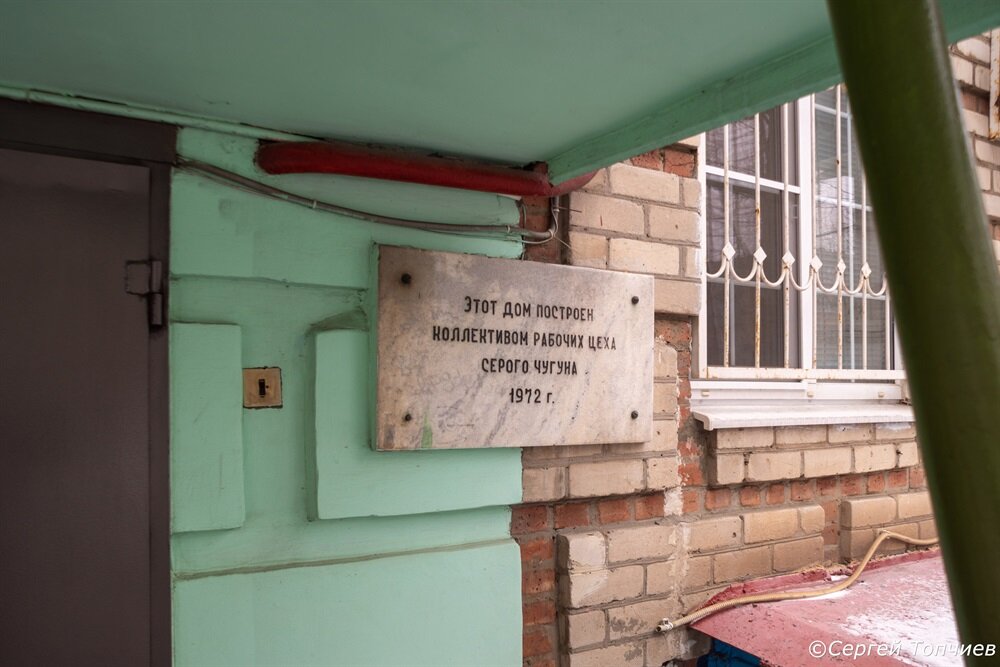 ЭТОТ ДОМ ПОСТРОЕН
КОЛЛЕКТИВОМ РАБОЧИХ ЦЕХА
СЕРОГО ЧУГУНА
1972 г.
©Сергей Топчиев